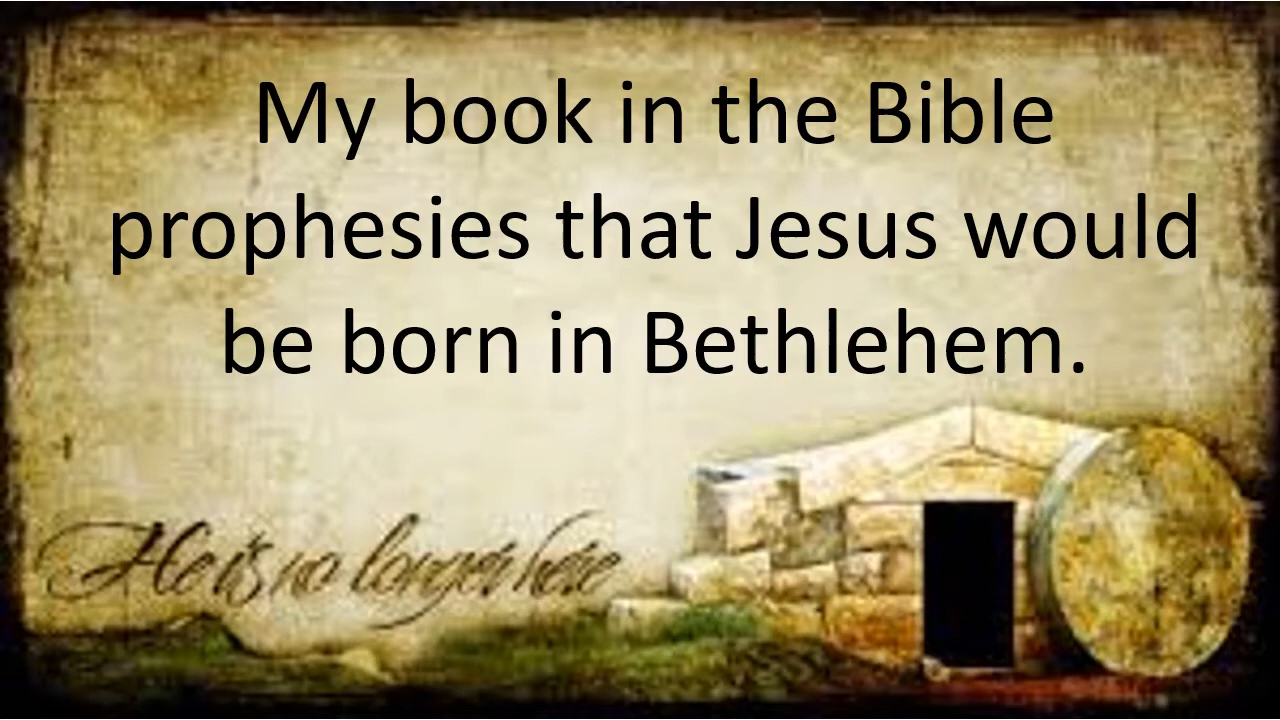 My book in the Bible
prophesies that Jesus would
be born in Bethlehem.
He is no longer here